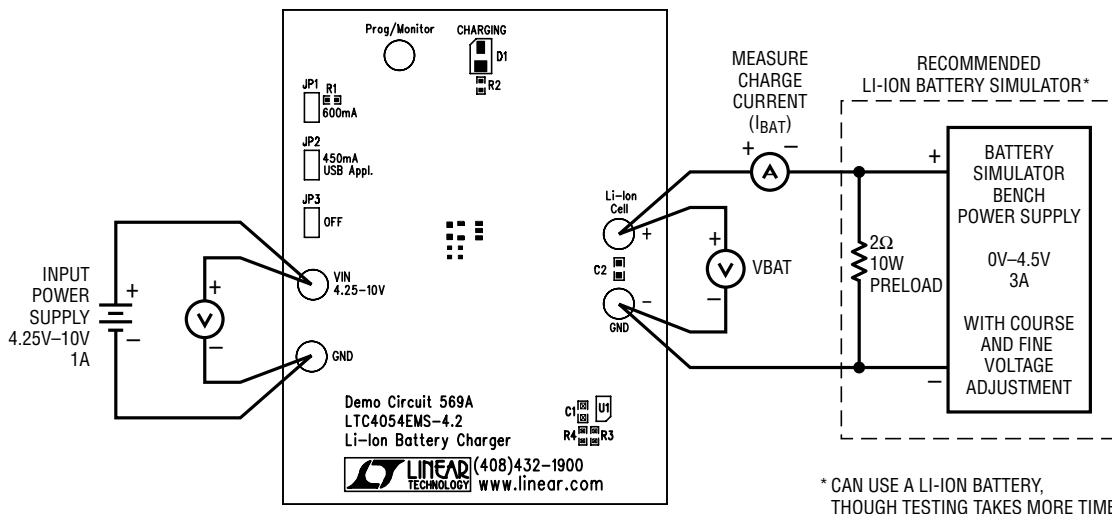 Prog/Monitor
CHARGING
D1
R2
JP1
R1
600mA
JP2
450mA
USB Appl.
JP3
OFF
VIN
4.25-10V
GND
INPUT
POWER
SUPPLY
4.25V–10V
1A
+
−
+
V
−
Li-Ion
Cell
+
C2
−
GND
Demo Circuit 569A
LTC4054EMS-4.2
Li-Ion Battery Charger
C1
U1
R4
R3
LINEAR
TECHNOLOGY
(408)432-1900
www.linear.com
MEASURE
CHARGE
CURRENT
(IBAT)
+ −
A
+
V
−
VBAT
RECOMMENDED
LI-ION BATTERY SIMULATOR*
2Ω
10W
PRELOAD
+
−
BATTERY
SIMULATOR
BENCH
POWER SUPPLY
0V–4.5V
3A
WITH COURSE
AND FINE
VOLTAGE
ADJUSTMENT
* CAN USE A LI-ION BATTERY,
THOUGH TESTING TAKES MORE TIME